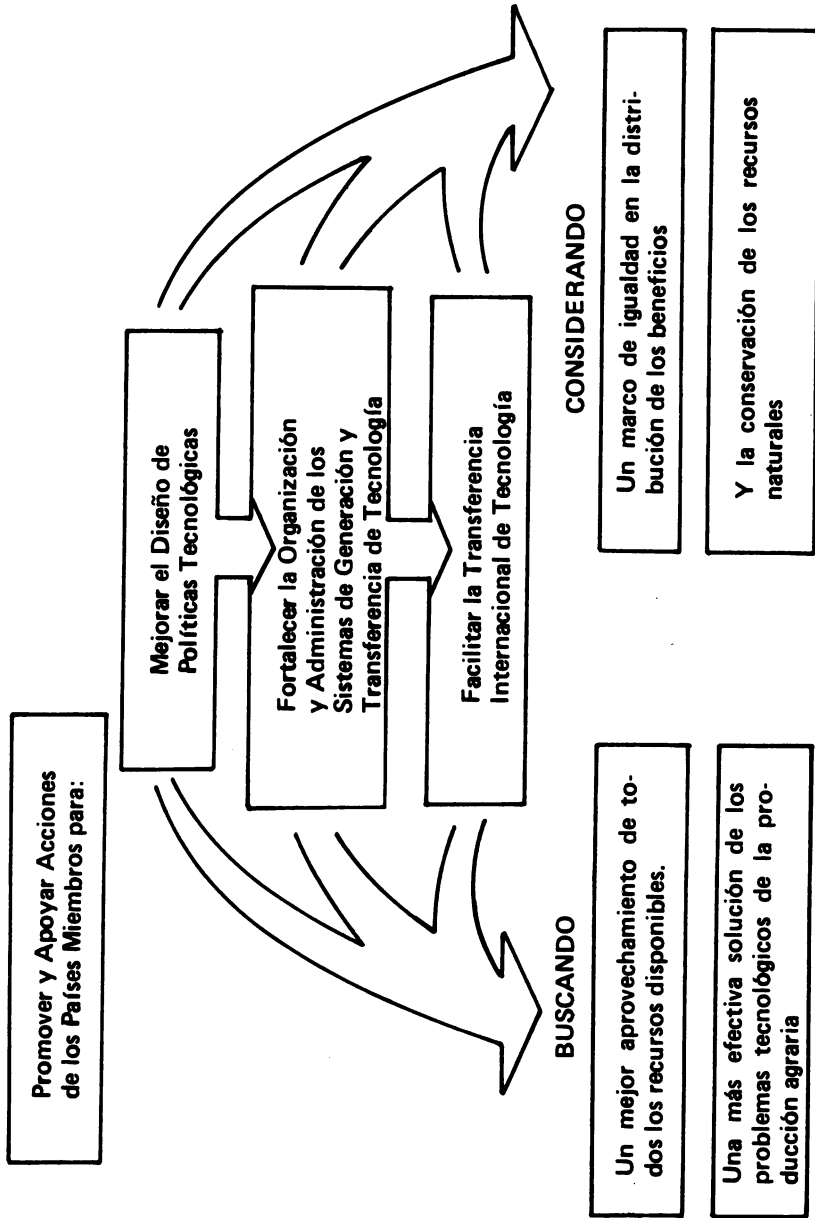 Promover y Apoyar Acciones
de los Países Miembros para:
Mejorar el Diseño de
Políticas Tecnológicas
Fortalecer la Organización
y Administración de los
Sistemas de Generación y
Transferencia de Tecnología
Facilitar la Transferencia
Internacional de Tecnología
BUSCANDO
Un mejor aprovechamiento de to-
dos los recursos disponibles.
Una más efectiva solución de los
problemas tecnológicos de la pro-
ducción agraria
CONSIDERANDO
Un marco de igualdad en la distri-
bución de los beneficios
Y la conservación de los recursos
naturales